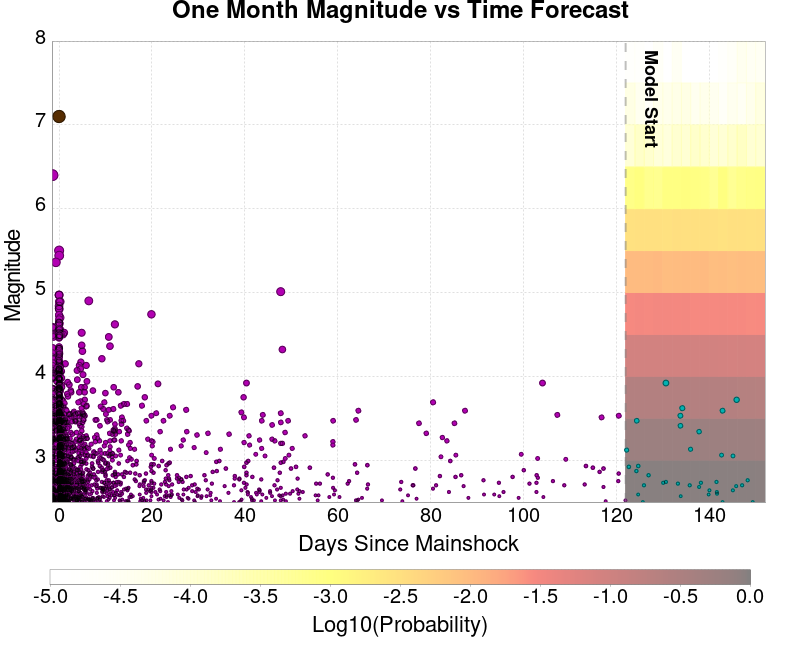 One Month Magnitude vs Time Forecast
8
7
6
5
4
3
Magnitude
Model Start
0 20 40 60 80 100 120 140
Days Since Mainshock
-5.0 -4.5 -4.0 -3.5 -3.0 -2.5 -2.0 -1.5 -1.0 -0.5 0.0
Log10(Probability)